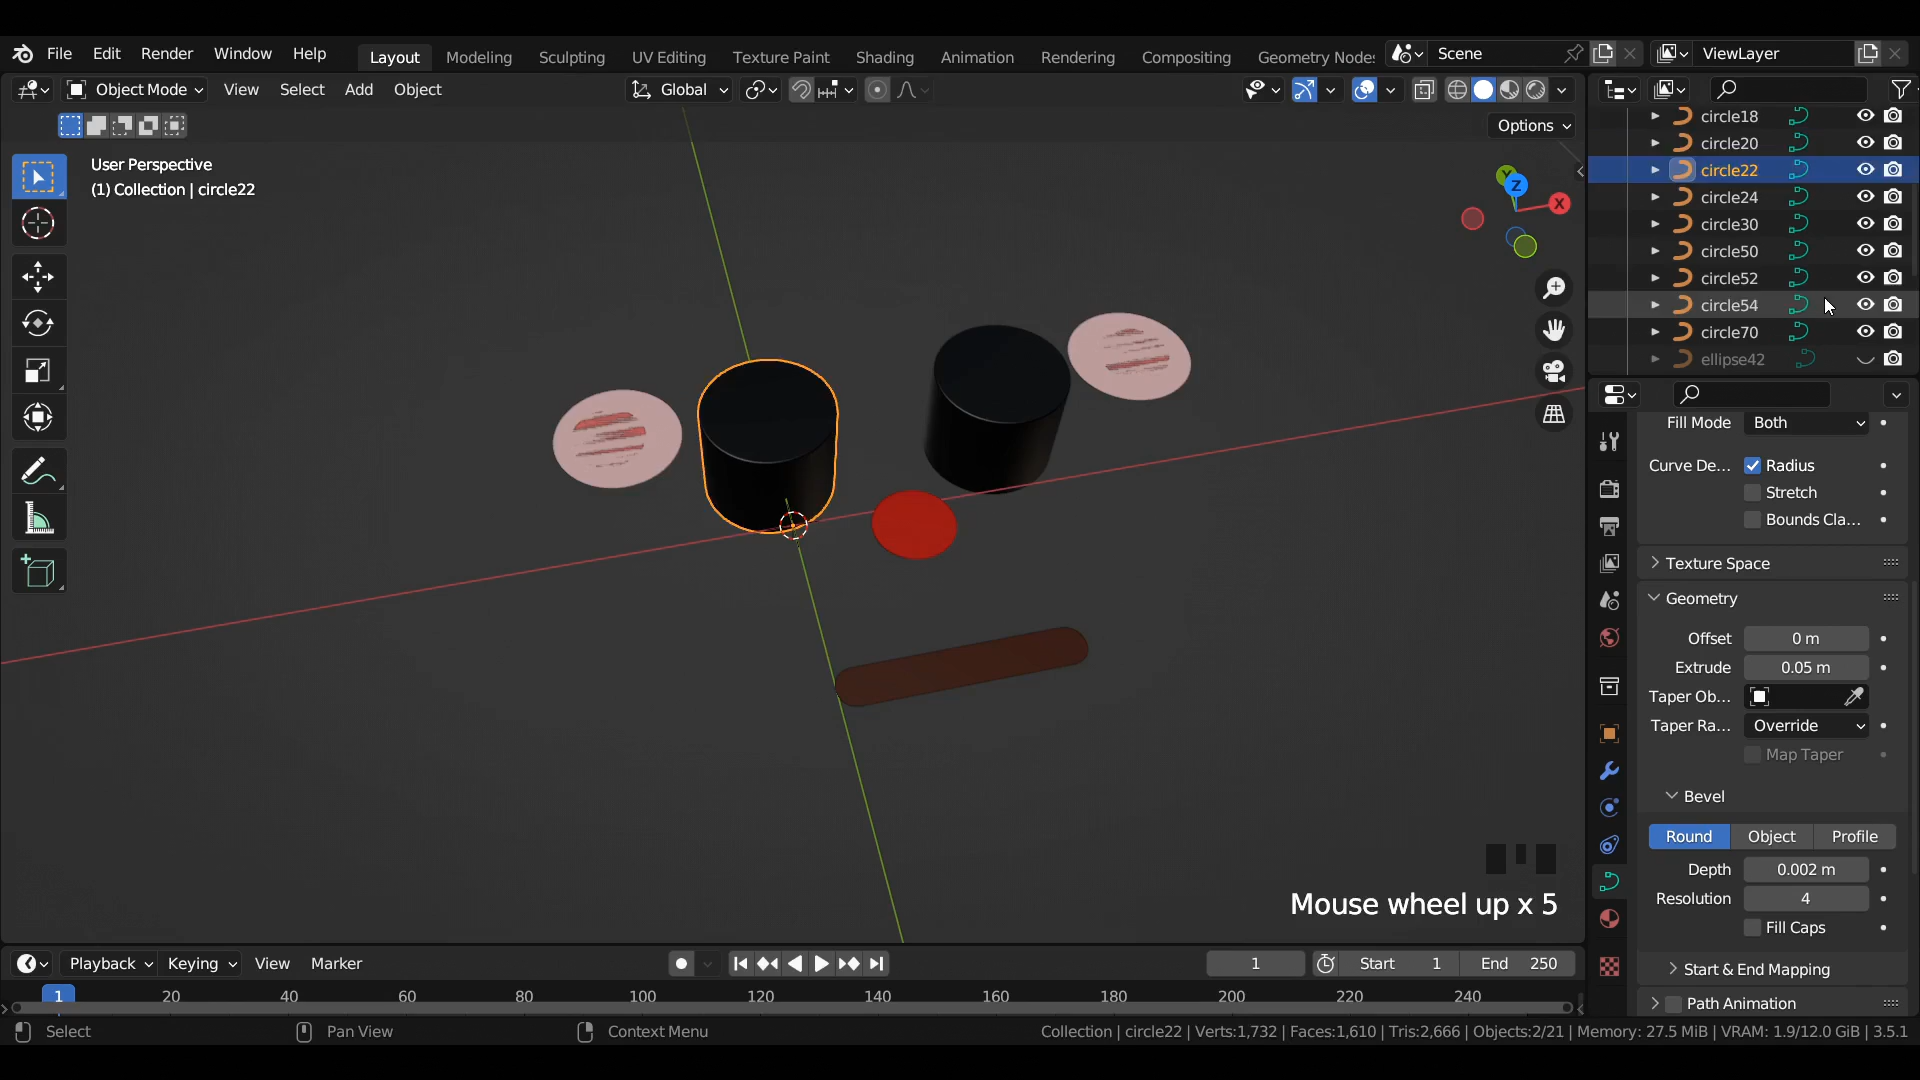 File Edit Render Window Help Layout Modeling Sculpting UV Editing Texture Paint Shading Animation Rendering Compositing Geometry Nodes Scene ViewLayer
Object Mode View Select Add Object Global
Options
User Perspective
(1) Collection | circle22
Y
Z
X
circle18
circle20
circle22
circle24
circle30
circle50
circle52
circle54
circle70
ellipse42
Fill Mode Both
Curve De... Radius
Stretch
Bounds Cla...
Texture Space
Geometry
Offset 0 m
Extrude 0.05 m
Taper Ob...
Taper Ra... Override
Map Taper
Bevel
Round Object Profile
Depth 0.002 m
Resolution 4
Fill Caps
Start & End Mapping
Path Animation
Mouse wheel up x 5
Playback Keying View Marker 1 Start 1 End 250
1 20 40 60 80 100 120 140 160 180 200 220 240
Select Pan View Context Menu Collection | circle22 | Verts:1,732 | Faces:1,610 | Tris:2,666 | Objects:2/21 | Memory: 27.5 MiB | VRAM: 1.9/12.0 GiB | 3.5.1